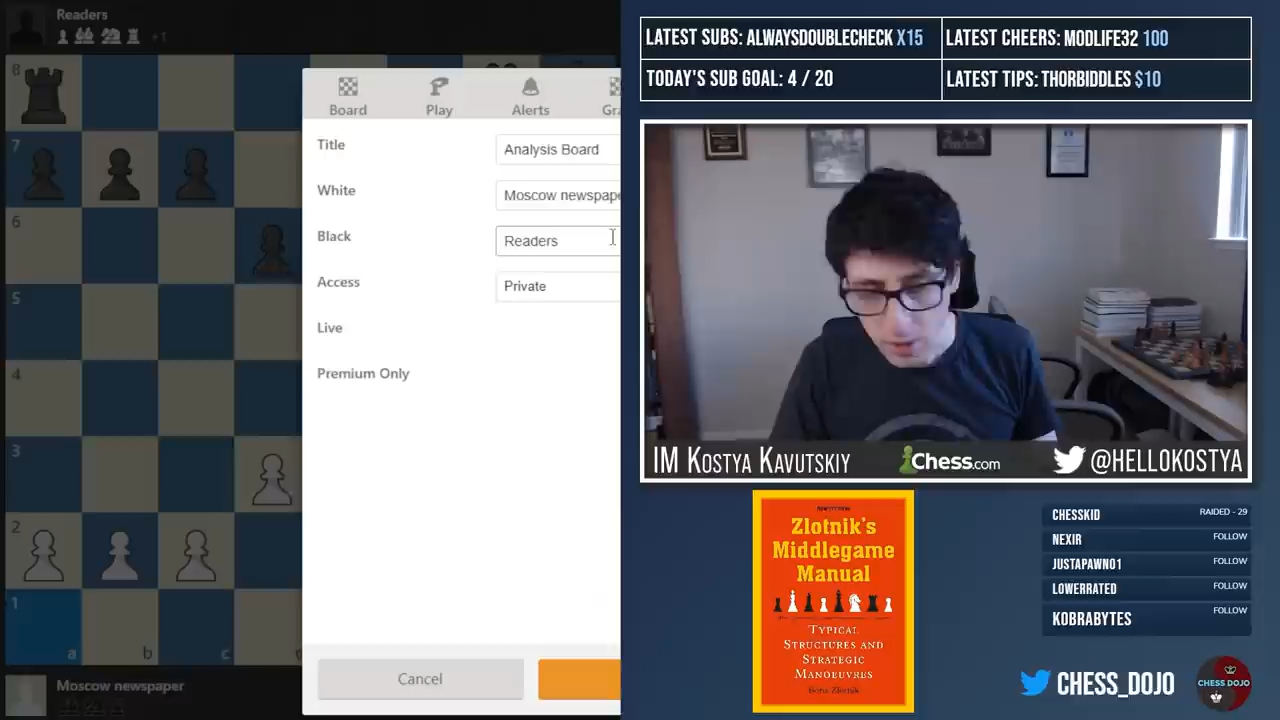 Readers
+1
8
7
6
5
4
3
2
1
a
b
c
Moscow newspaper
Board
Play
Alerts
Gra
Title
Analysis Board
White
Moscow newspape
Black
Readers
Access
Private
Live
Premium Only
Cancel
LATEST SUBS: ALWAYSDOUBLECHECK X15
LATEST CHEERS: MODLIFE32 100
TODAY'S SUB GOAL: 4 / 20
LATEST TIPS: THORBIDDLES $10
IM KOSTYA KAVUTSKIY
Chess.com
@HELLOKOSTYA
Zlotnik's
Middlegame
Manual
TYPICAL
STRUCTURES AND
STRATEGIC
MANOEUVRES
Boris Zlotnik
CHESSKID RAIDED - 29
NEXIR FOLLOW
JUSTAPAWN01 FOLLOW
LOWERRATED FOLLOW
KOBRABYTES FOLLOW
CHESS_DOJO
CHESS DOJO